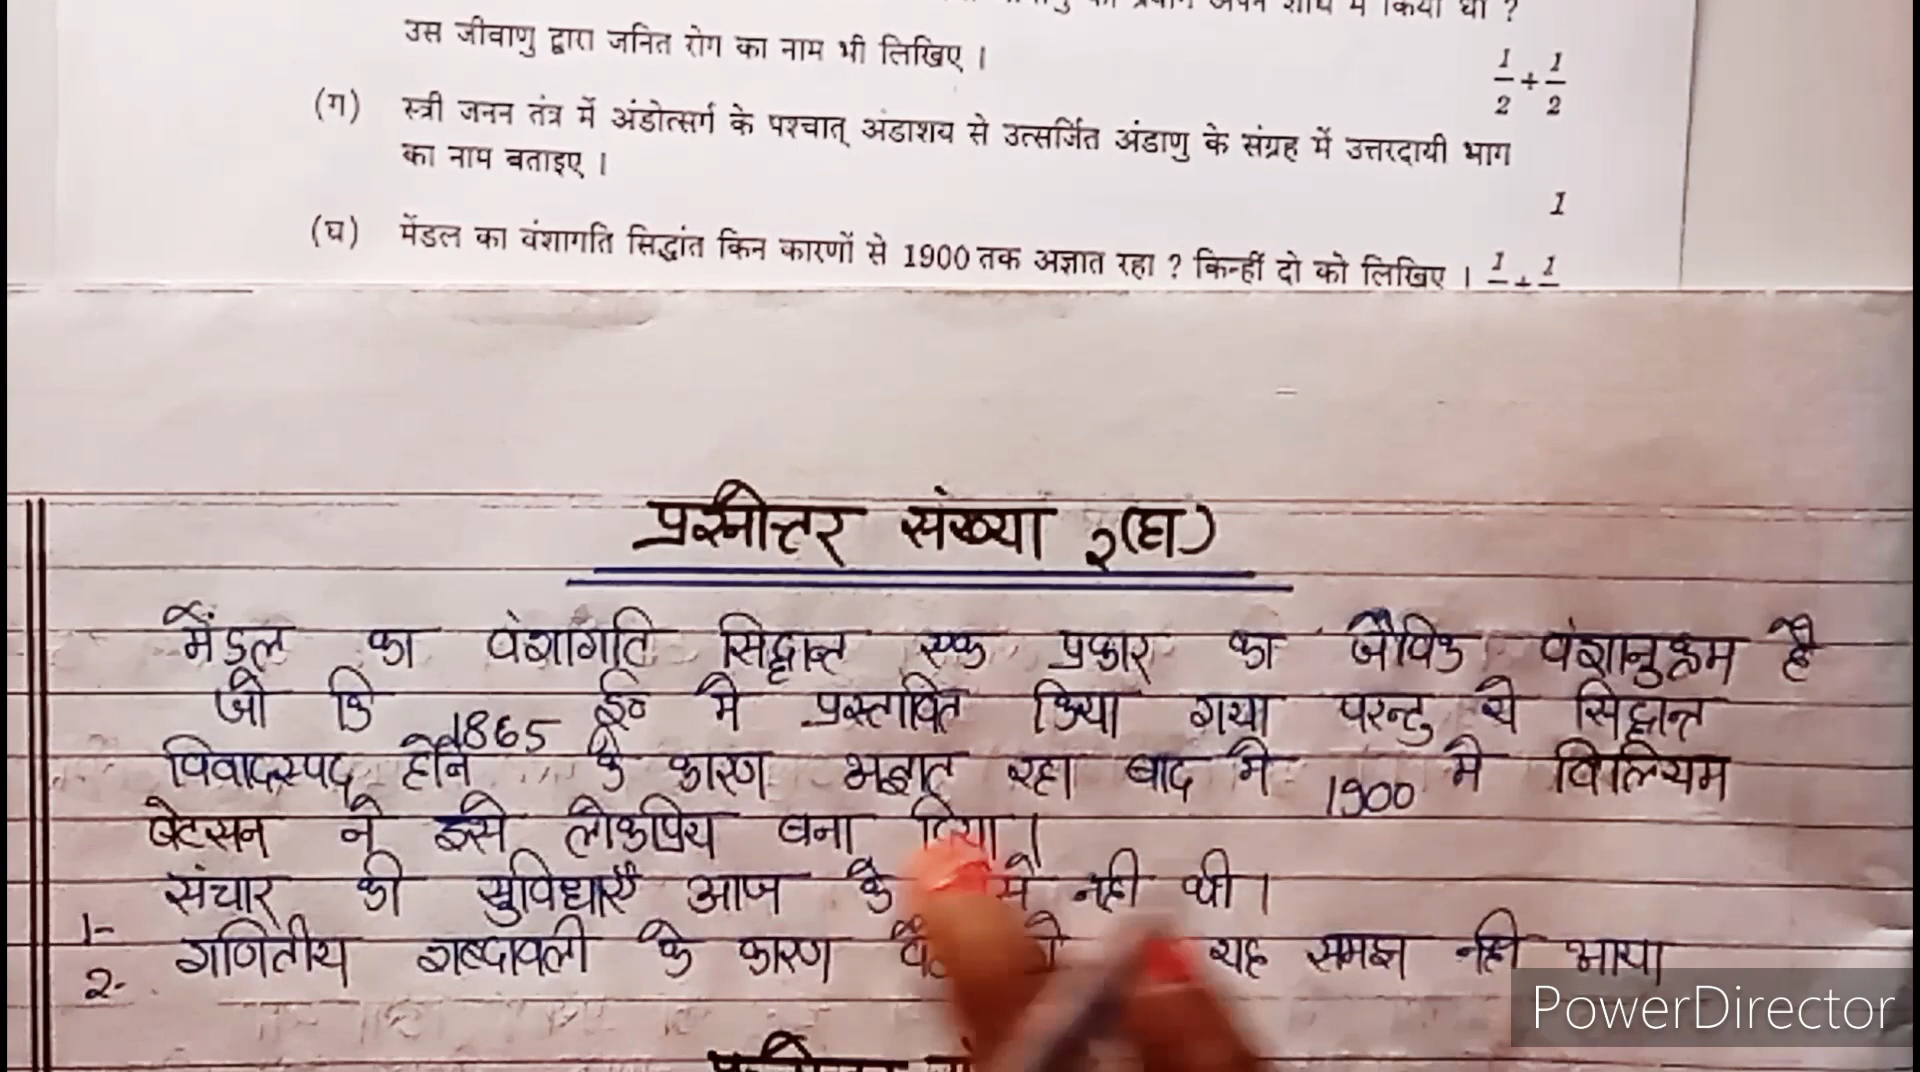 किया था ?
उस जीवाणु द्वारा जनित रोग का नाम भी लिखिए । 1/2 + 1/2
(ग) स्त्री जनन तंत्र में अंडोत्सर्ग के पश्चात् अंडाशय से उत्सर्जित अंडाणु के संग्रह में उत्तरदायी भाग
का नाम बताइए । 1
(घ) मेंडल का वंशागति सिद्धांत किन कारणों से 1900 तक अज्ञात रहा ? किन्हीं दो को लिखिए । 1 + 1
प्रश्नोत्तर संख्या २(घ)
मेंडल का वंशागति सिद्धान्त एक प्रकार का जैविक वंशानुक्रम है
जो कि 1865 ई० मे प्रस्तावित किया गया परन्तु ये सिद्धान्त
विवादस्पद होने के कारण अज्ञात रहा बाद मे 1900 मे विलियम
बेटसन ने इसे लोकप्रिय बना दिया।
1- संचार की सुविधाएँ आज के नही थी।
2- गणितीय शब्दावली के कारण यह समझ नही आया
PowerDirector